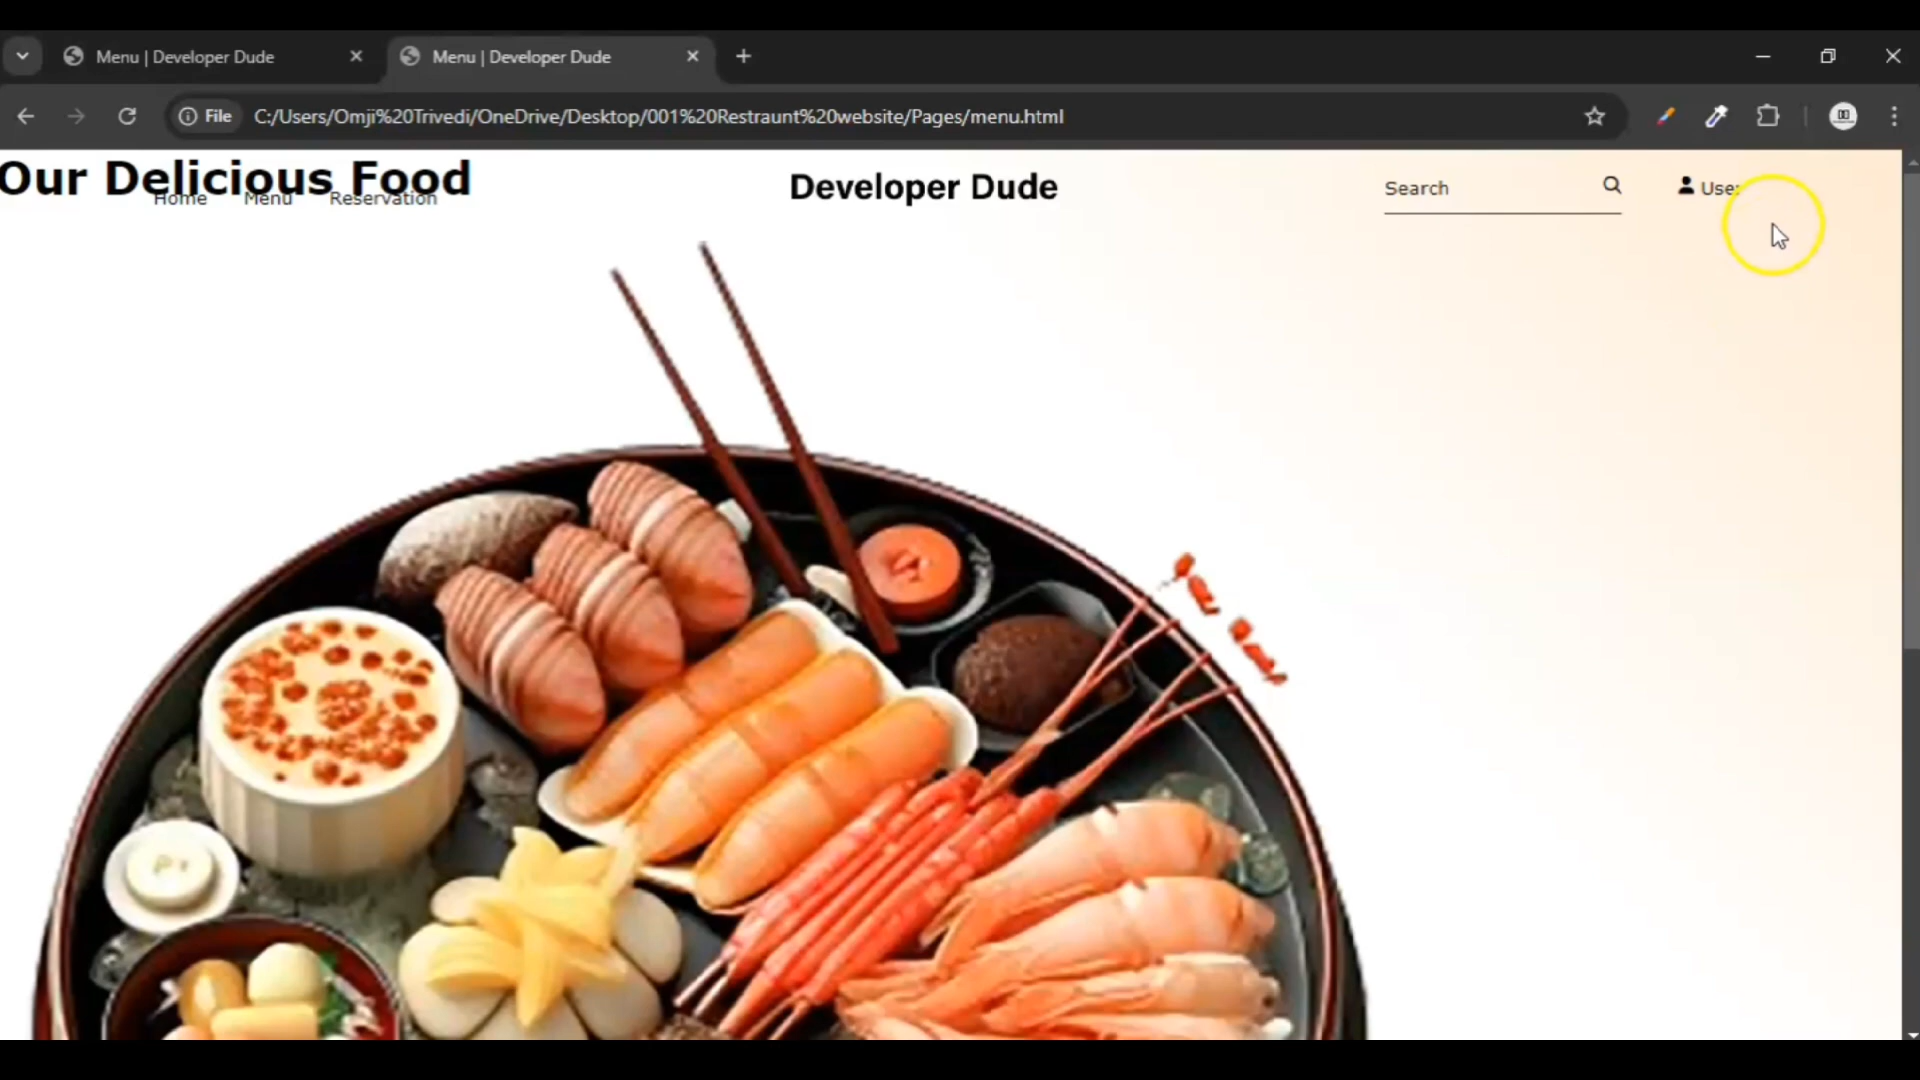 Menu | Developer Dude
Menu | Developer Dude
File
C:/Users/Omji%20Trivedi/OneDrive/Desktop/001%20Restraunt%20website/Pages/menu.html
Our Delicious Food
Home Menu Reservation
Developer Dude
Search
User